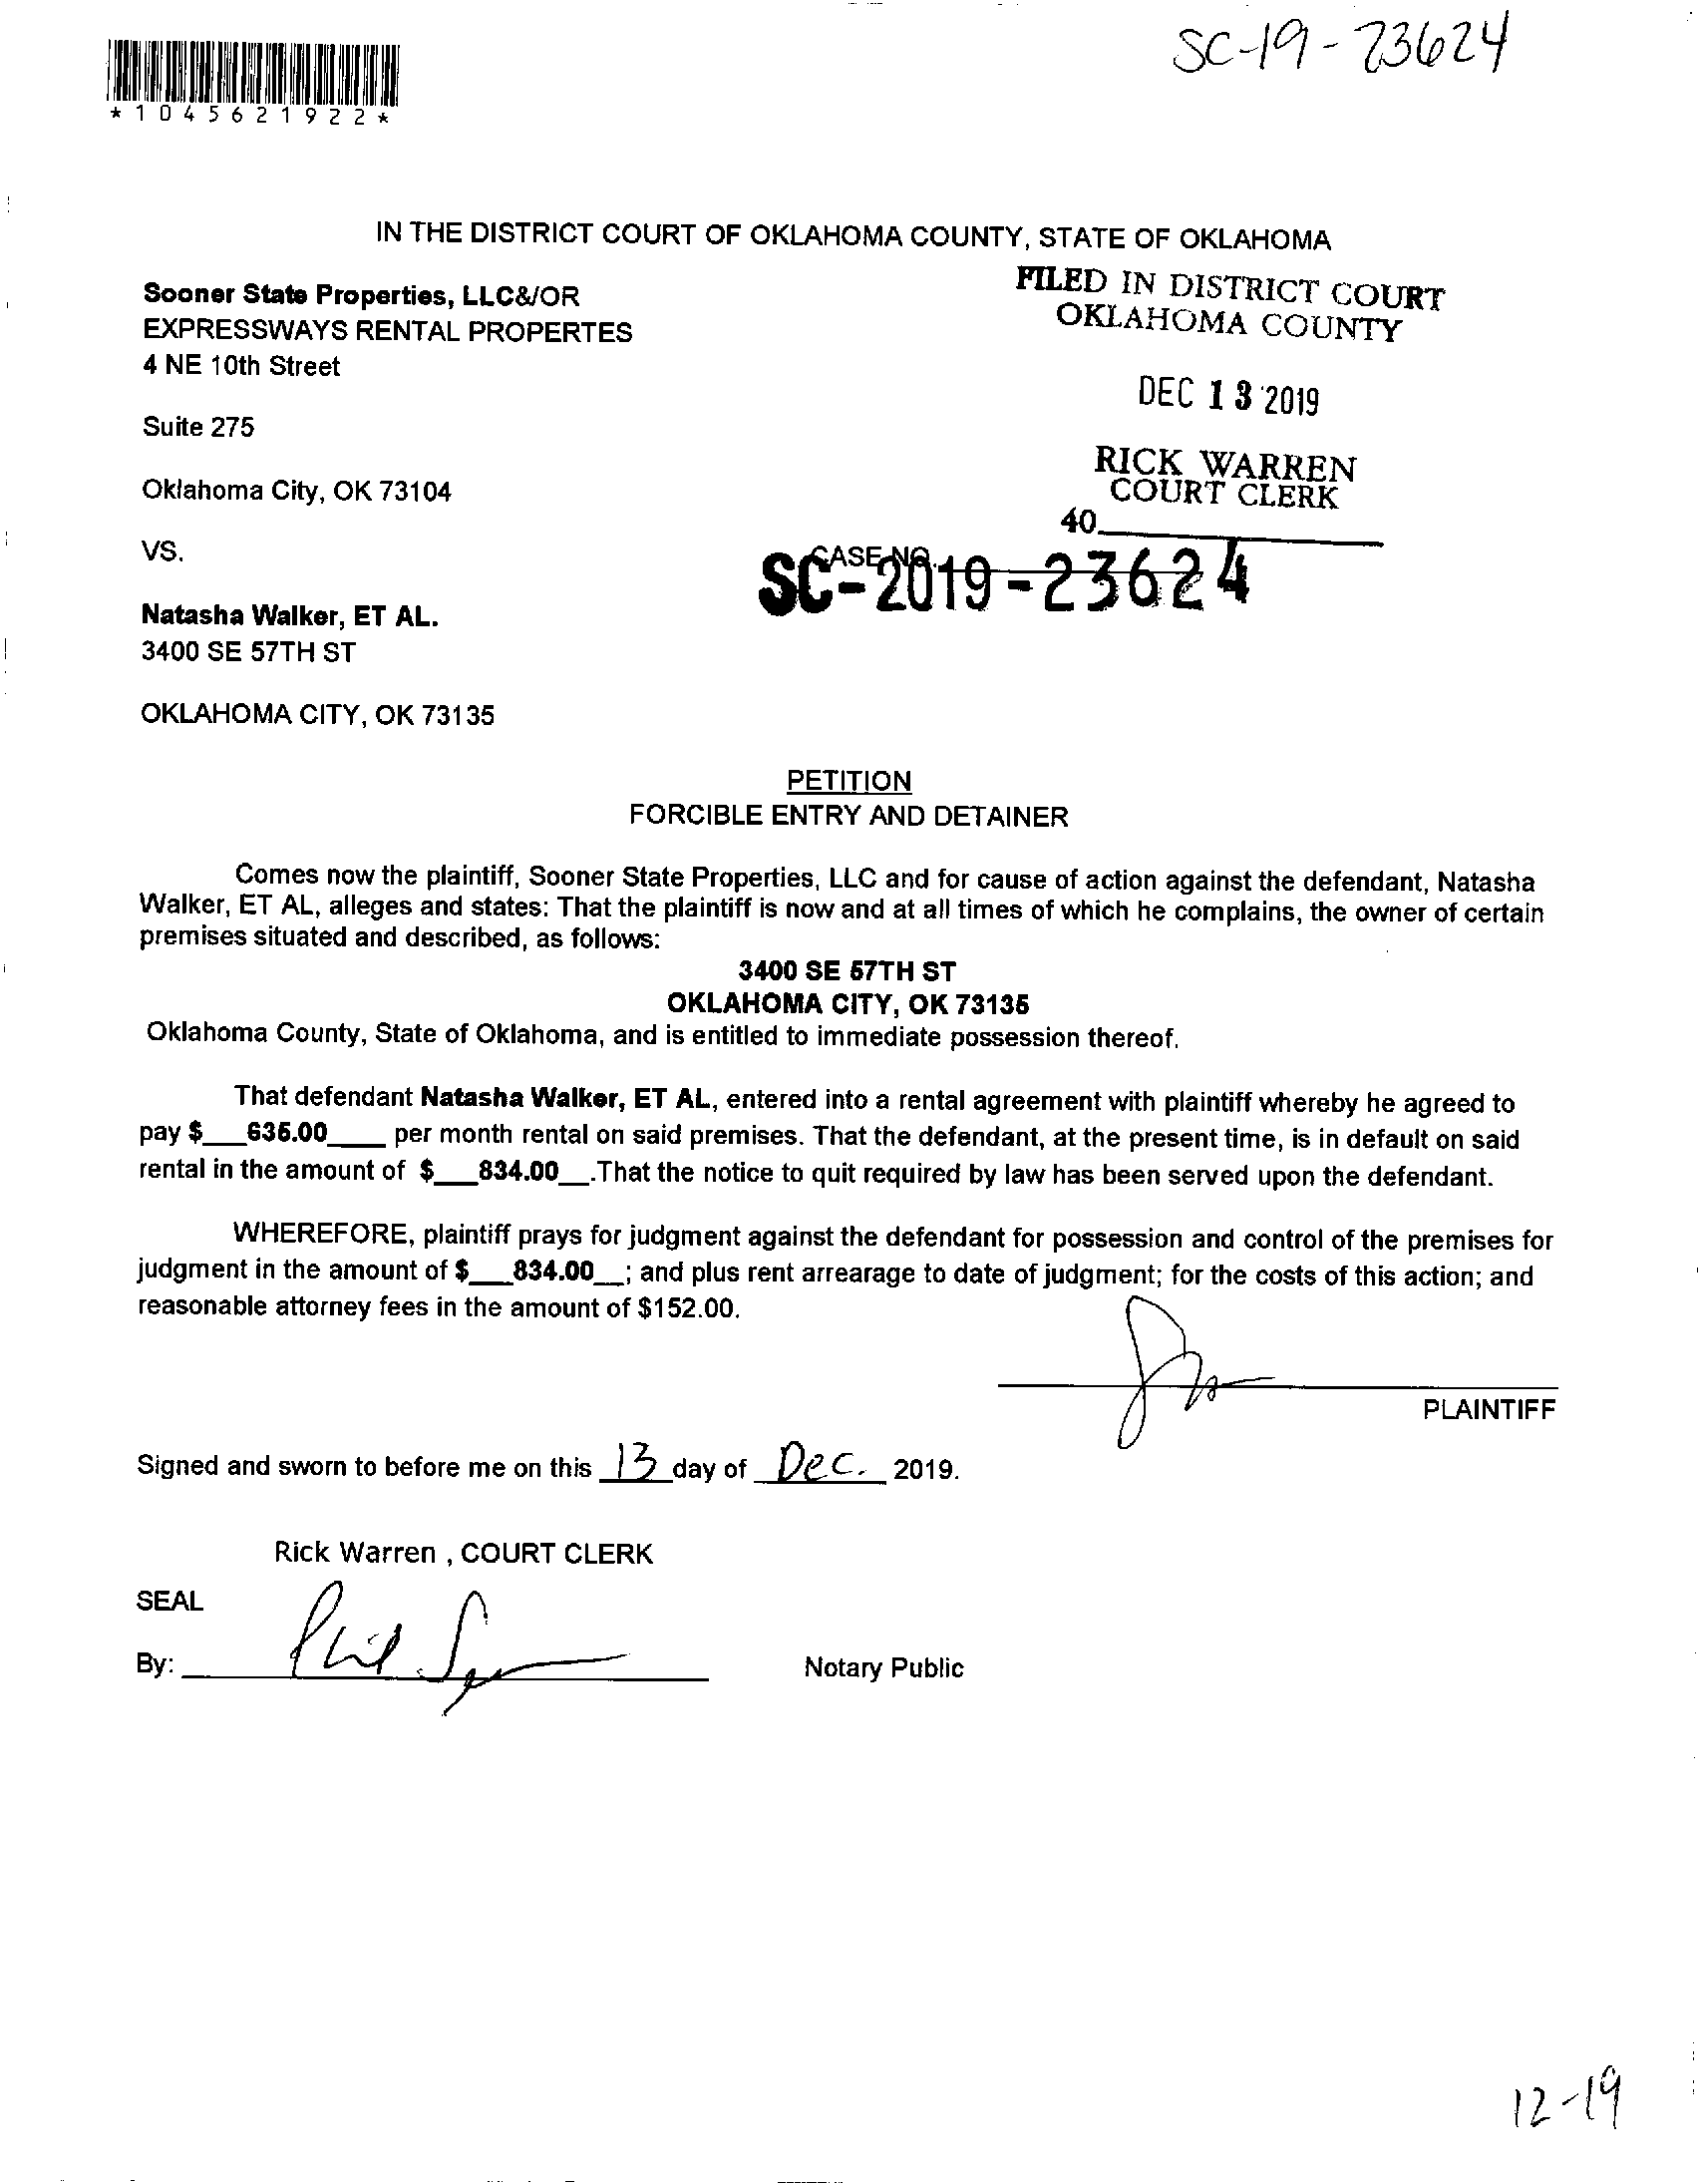 SC-19-23624
*1045621922*
IN THE DISTRICT COURT OF OKLAHOMA COUNTY, STATE OF OKLAHOMA
Sooner State Properties, LLC&/OR
EXPRESSWAYS RENTAL PROPERTES
4 NE 10th Street
Suite 275
Oklahoma City, OK 73104
FILED IN DISTRICT COURT
OKLAHOMA COUNTY
DEC 13 2019
RICK WARREN
COURT CLERK
40
VS.
CASE NO.
SC-2019-23624
Natasha Walker, ET AL.
3400 SE 57TH ST
OKLAHOMA CITY, OK 73135
PETITION
FORCIBLE ENTRY AND DETAINER
Comes now the plaintiff, Sooner State Properties, LLC and for cause of action against the defendant, Natasha
Walker, ET AL, alleges and states: That the plaintiff is now and at all times of which he complains, the owner of certain
premises situated and described, as follows:
3400 SE 57TH ST
OKLAHOMA CITY, OK 73135
Oklahoma County, State of Oklahoma, and is entitled to immediate possession thereof.
That defendant Natasha Walker, ET AL, entered into a rental agreement with plaintiff whereby he agreed to
pay $___635.00____ per month rental on said premises. That the defendant, at the present time, is in default on said
rental in the amount of $___834.00__.That the notice to quit required by law has been served upon the defendant.
WHEREFORE, plaintiff prays for judgment against the defendant for possession and control of the premises for
judgment in the amount of $___834.00__; and plus rent arrearage to date of judgment; for the costs of this action; and
reasonable attorney fees in the amount of $152.00.
PLAINTIFF
Signed and sworn to before me on this 13 day of Dec. 2019.
Rick Warren , COURT CLERK
SEAL
By: Phil
Notary Public
12-19